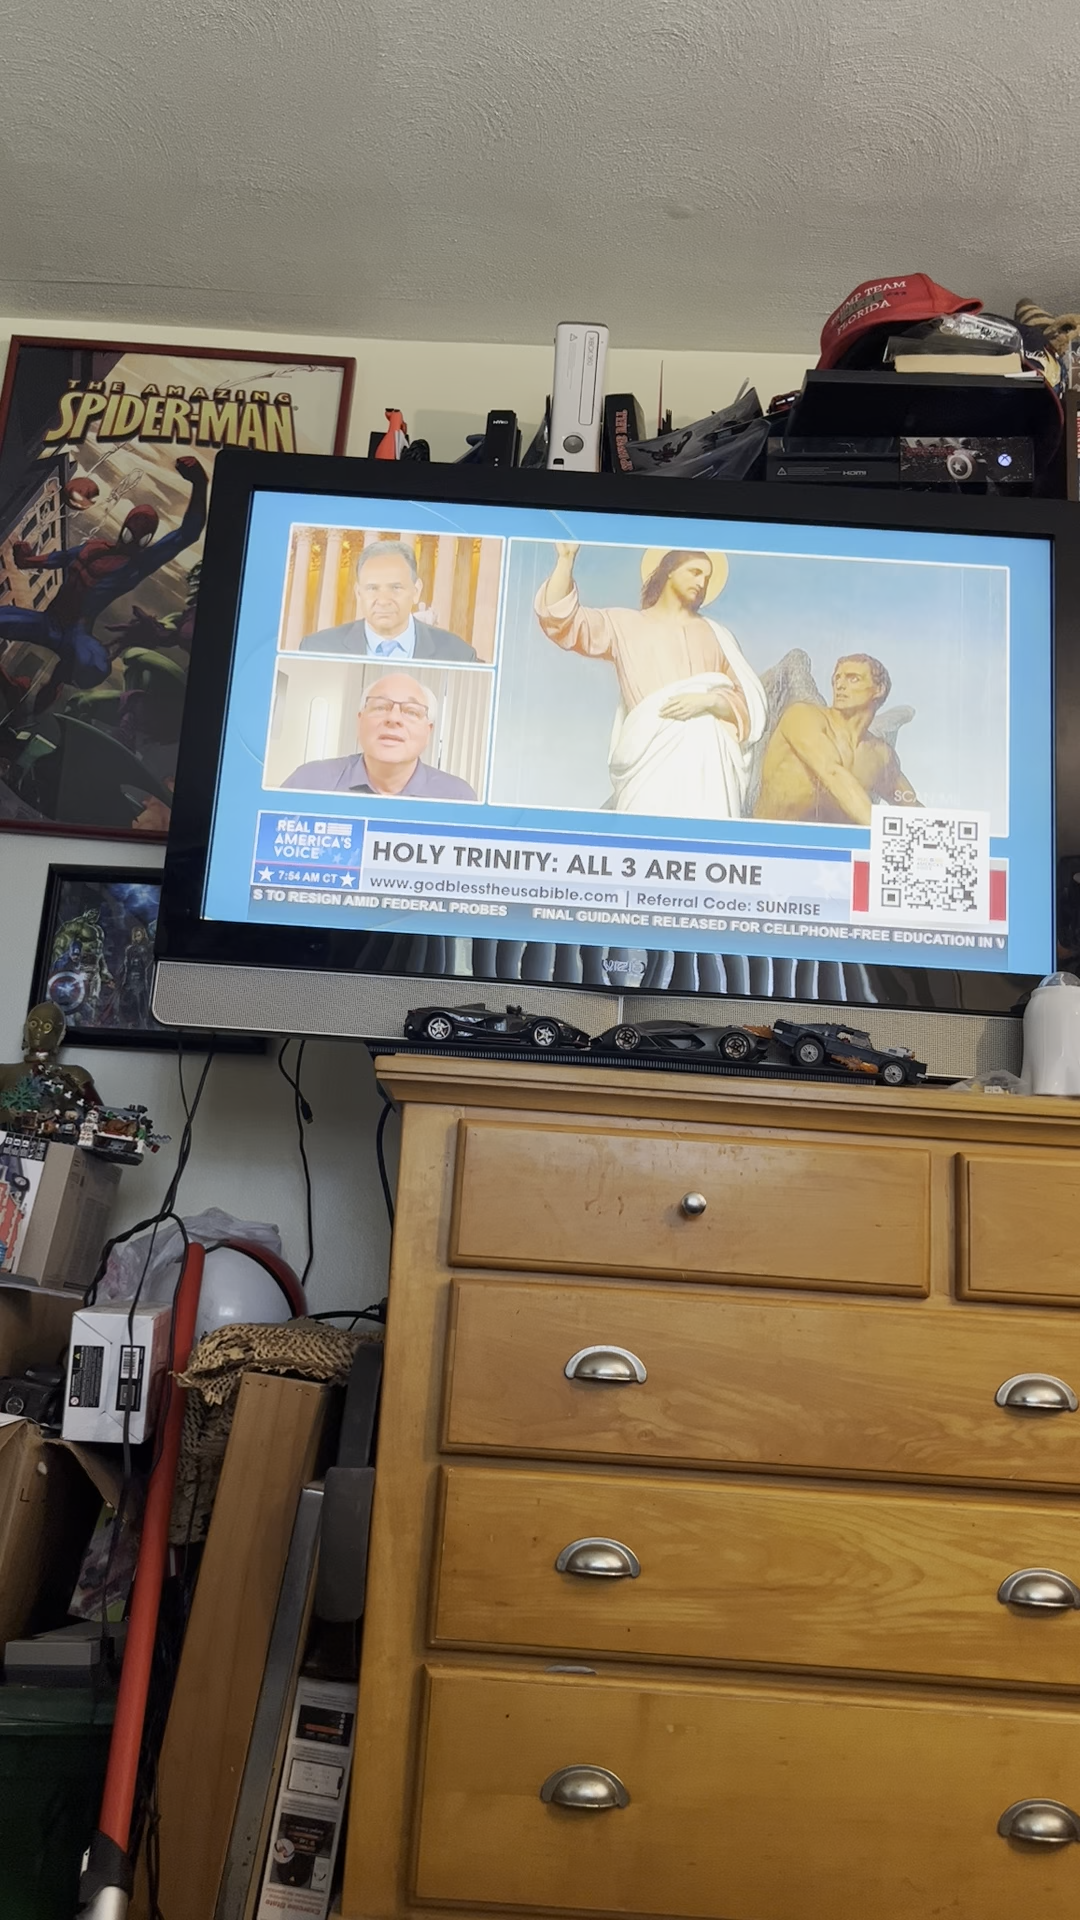 TRUMP TEAM
FLORIDA
THE AMAZING
SPIDER-MAN
XBOX360
HDMI
REAL
AMERICA'S
VOICE
7:54 AM CT
HOLY TRINITY: ALL 3 ARE ONE
www.godblesstheusabible.com | Referral Code: SUNRISE
S TO RESIGN AMID FEDERAL PROBES FINAL GUIDANCE RELEASED FOR CELLPHONE-FREE EDUCATION IN V
VIZIO